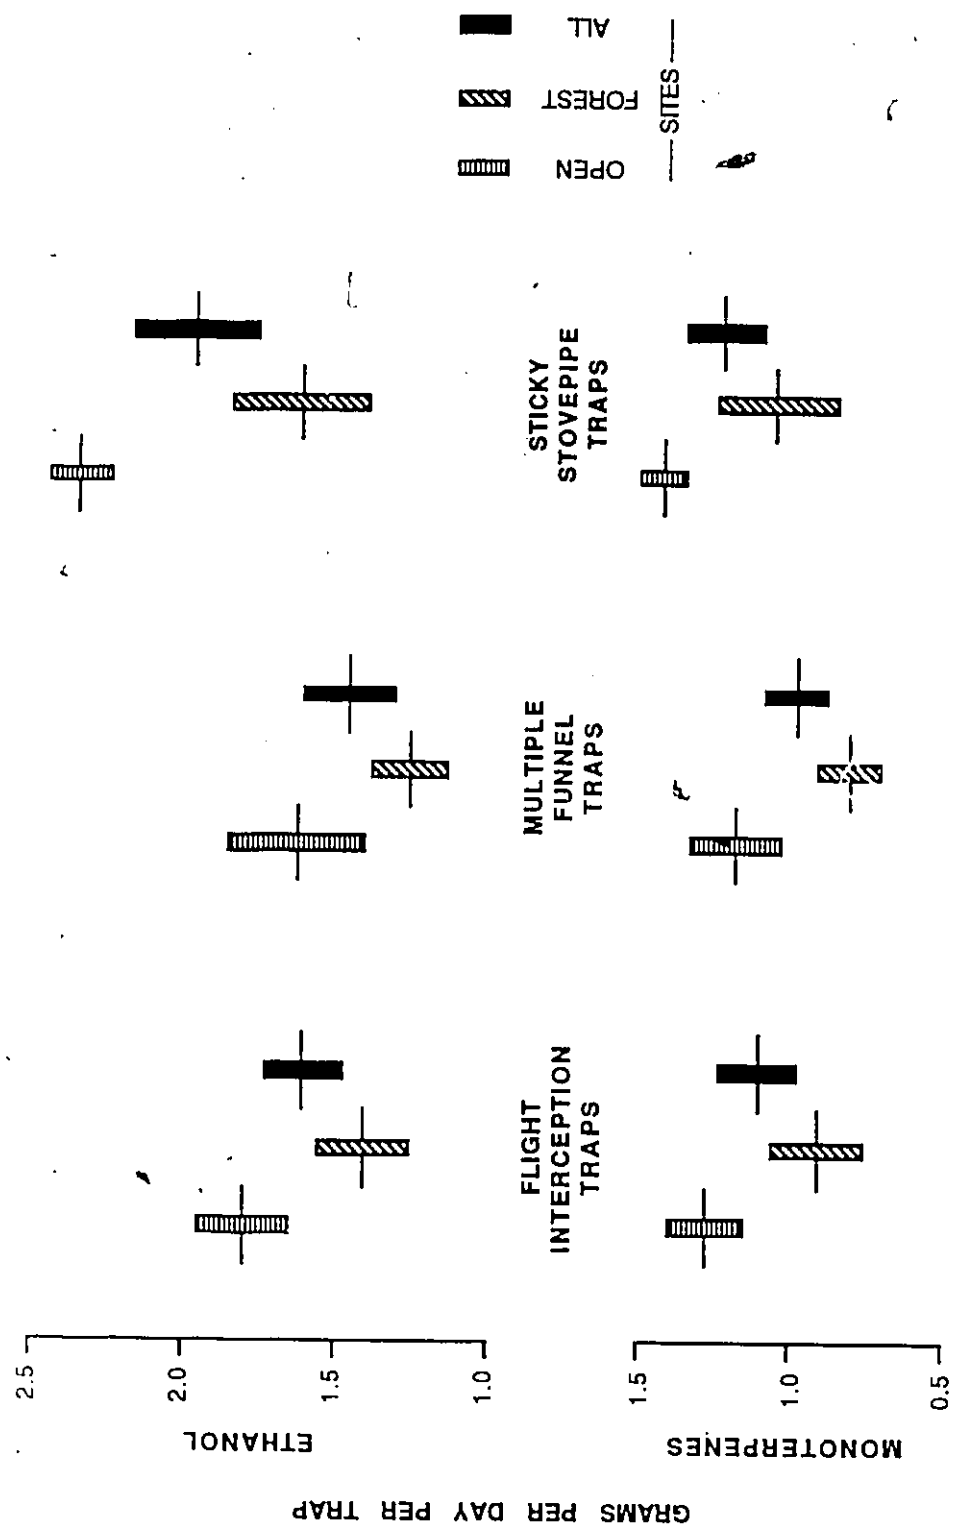 GRAMS PER DAY PER TRAP
ETHANOL
2.5
2.0
1.5
1.0
MONOTERPENES
1.5
1.0
0.5
FLIGHT
INTERCEPTION
TRAPS
MULTIPLE
FUNNEL
TRAPS
STICKY
STOVEPIPE
TRAPS
OPEN
FOREST
ALL
SITES